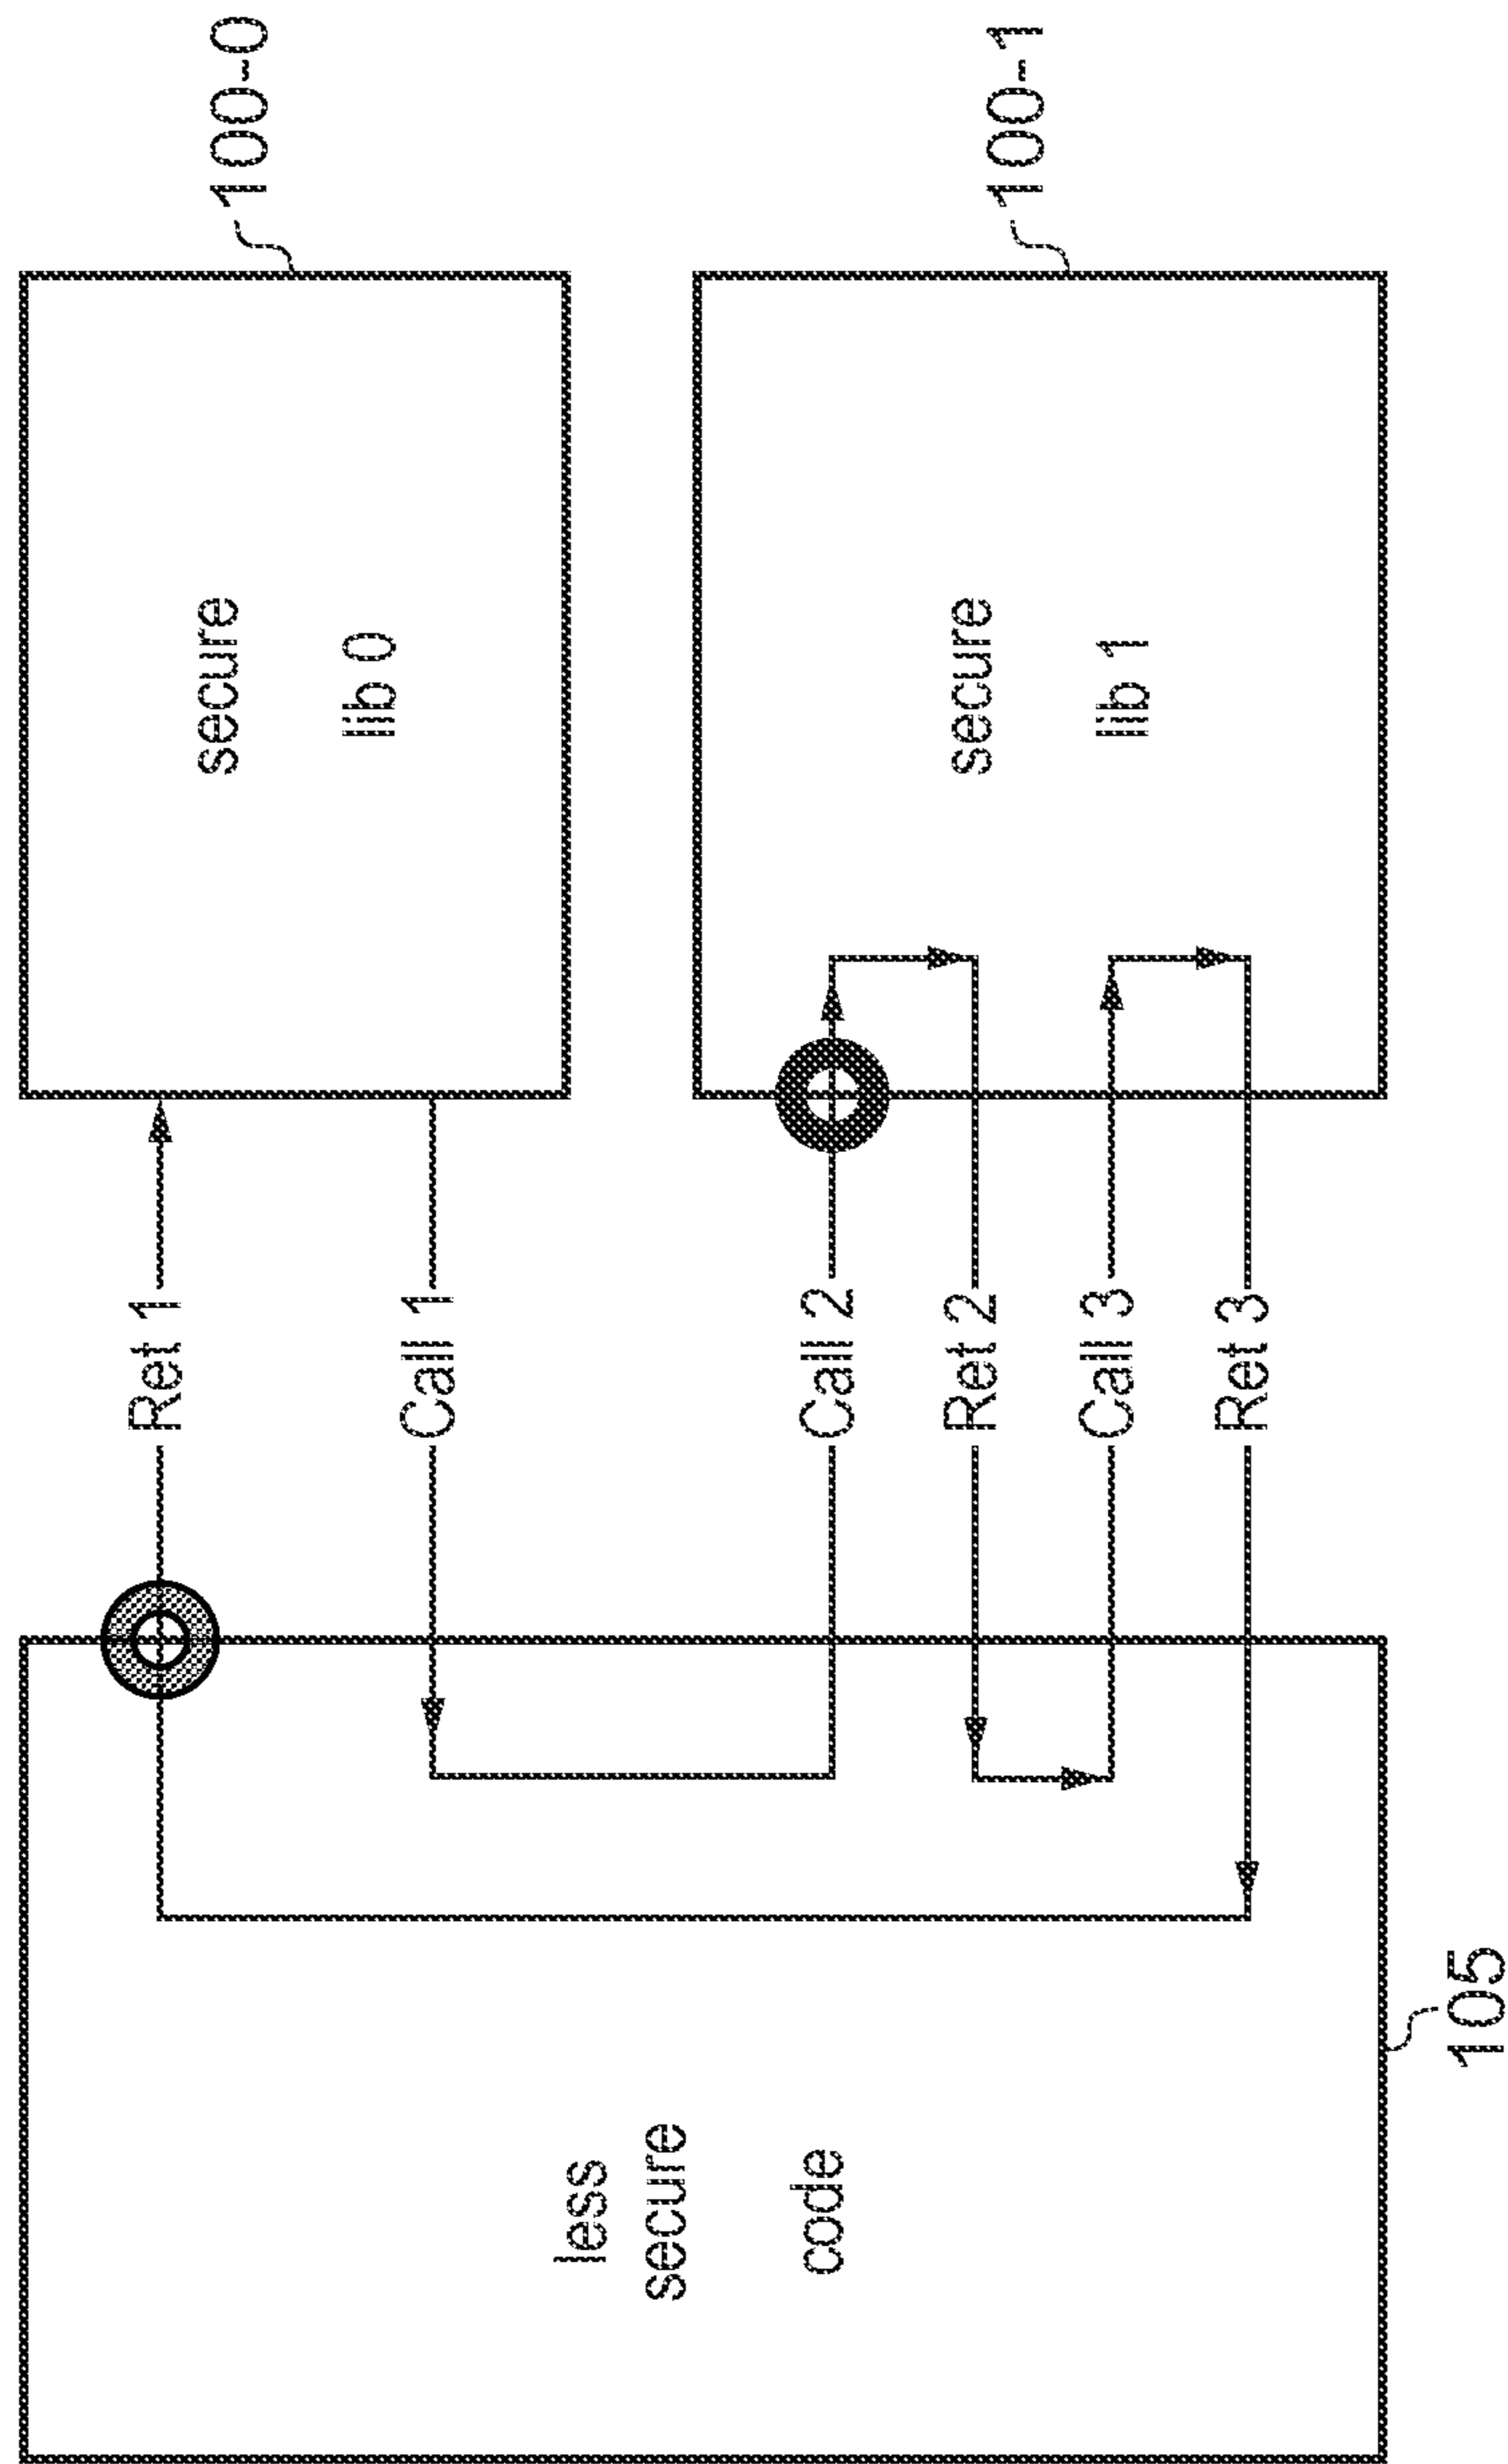 less
secure
code
105
Ret 1
Call 1
Call 2
Ret 2
Call 3
Ret 3
secure
lib 0
100-0
secure
lib 1
100-1